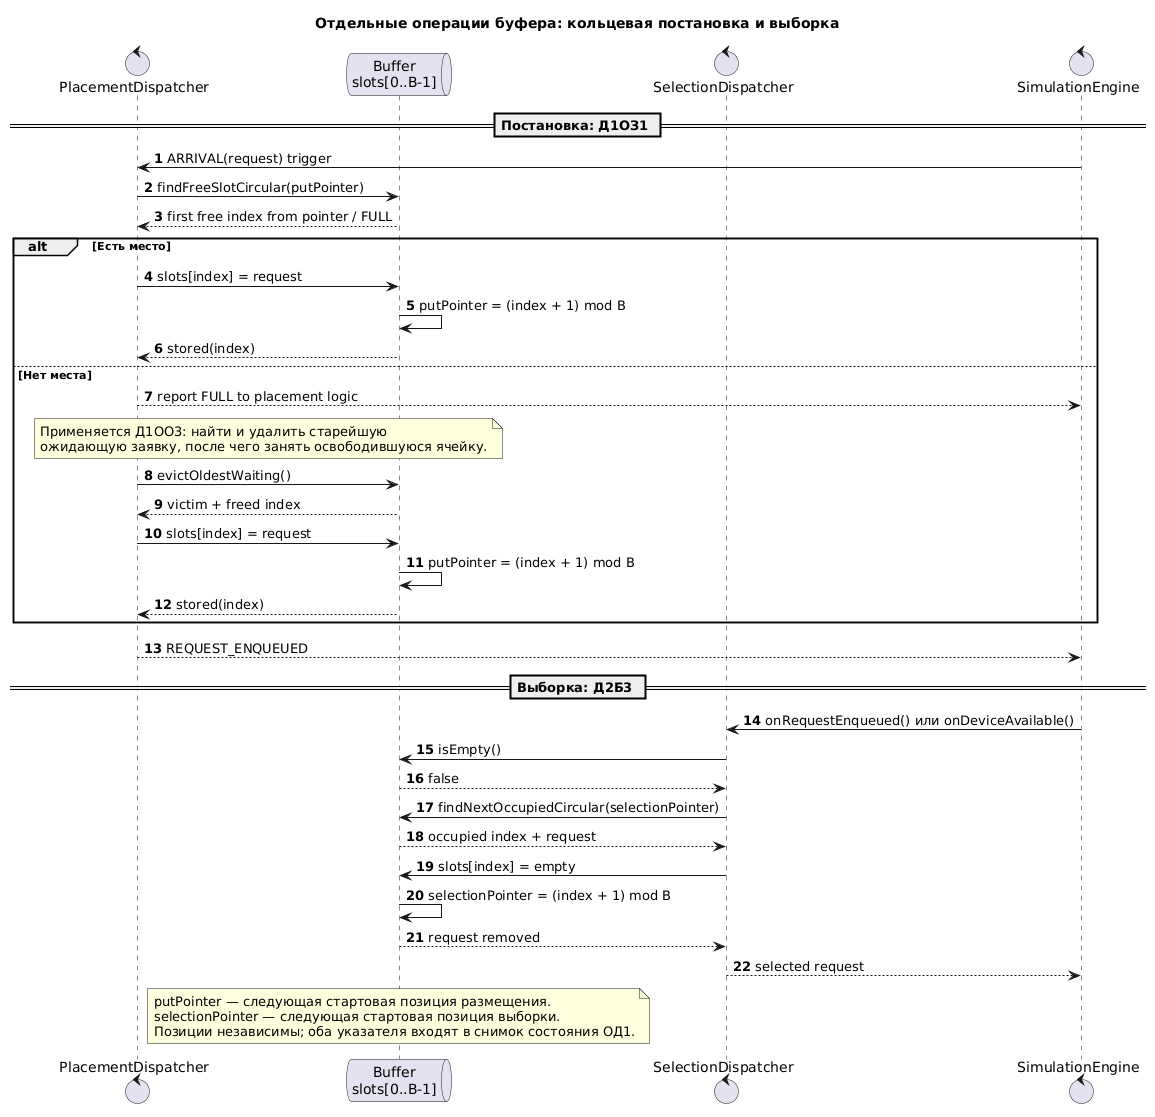 Отдельные операции буфера: кольцевая постановка и выборка
PlacementDispatcher
Buffer
slots[0..B-1]
SelectionDispatcher
SimulationEngine
Постановка: Д1ОЗ1
1 ARRIVAL(request) trigger
2 findFreeSlotCircular(putPointer)
3 first free index from pointer / FULL
alt [Есть место]
4 slots[index] = request
5 putPointer = (index + 1) mod B
6 stored(index)
[Нет места]
7 report FULL to placement logic
Применяется Д1ОО3: найти и удалить старейшую
ожидающую заявку, после чего занять освободившуюся ячейку.
8 evictOldestWaiting()
9 victim + freed index
10 slots[index] = request
11 putPointer = (index + 1) mod B
12 stored(index)
13 REQUEST_ENQUEUED
Выборка: Д2Б3
14 onRequestEnqueued() или onDeviceAvailable()
15 isEmpty()
16 false
17 findNextOccupiedCircular(selectionPointer)
18 occupied index + request
19 slots[index] = empty
20 selectionPointer = (index + 1) mod B
21 request removed
22 selected request
putPointer — следующая стартовая позиция размещения.
selectionPointer — следующая стартовая позиция выборки.
Позиции независимы; оба указателя входят в снимок состояния ОД1.
PlacementDispatcher
Buffer
slots[0..B-1]
SelectionDispatcher
SimulationEngine